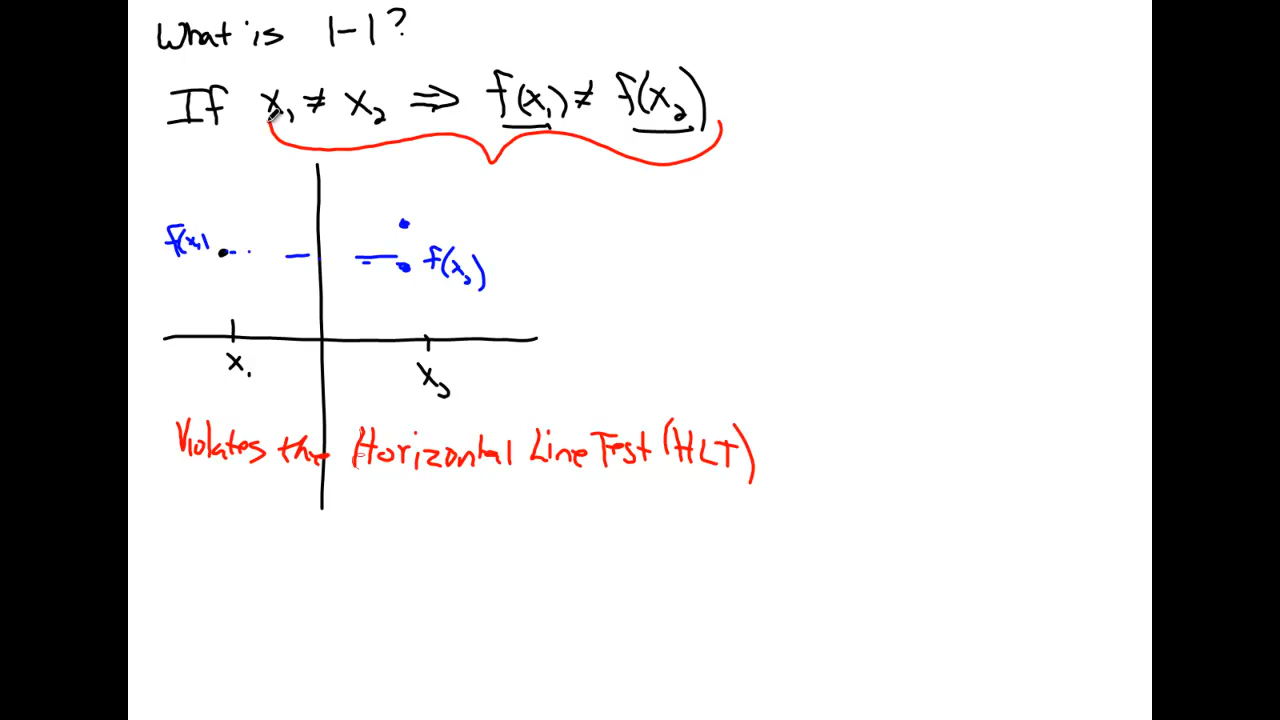 What is 1-1?
If x₁ ≠ x₂ ⇒ f(x₁) ≠ f(x₂)
f(x₁)
f(x₂)
x₁
x₂
Violates the Horizontal Line Test (HLT)